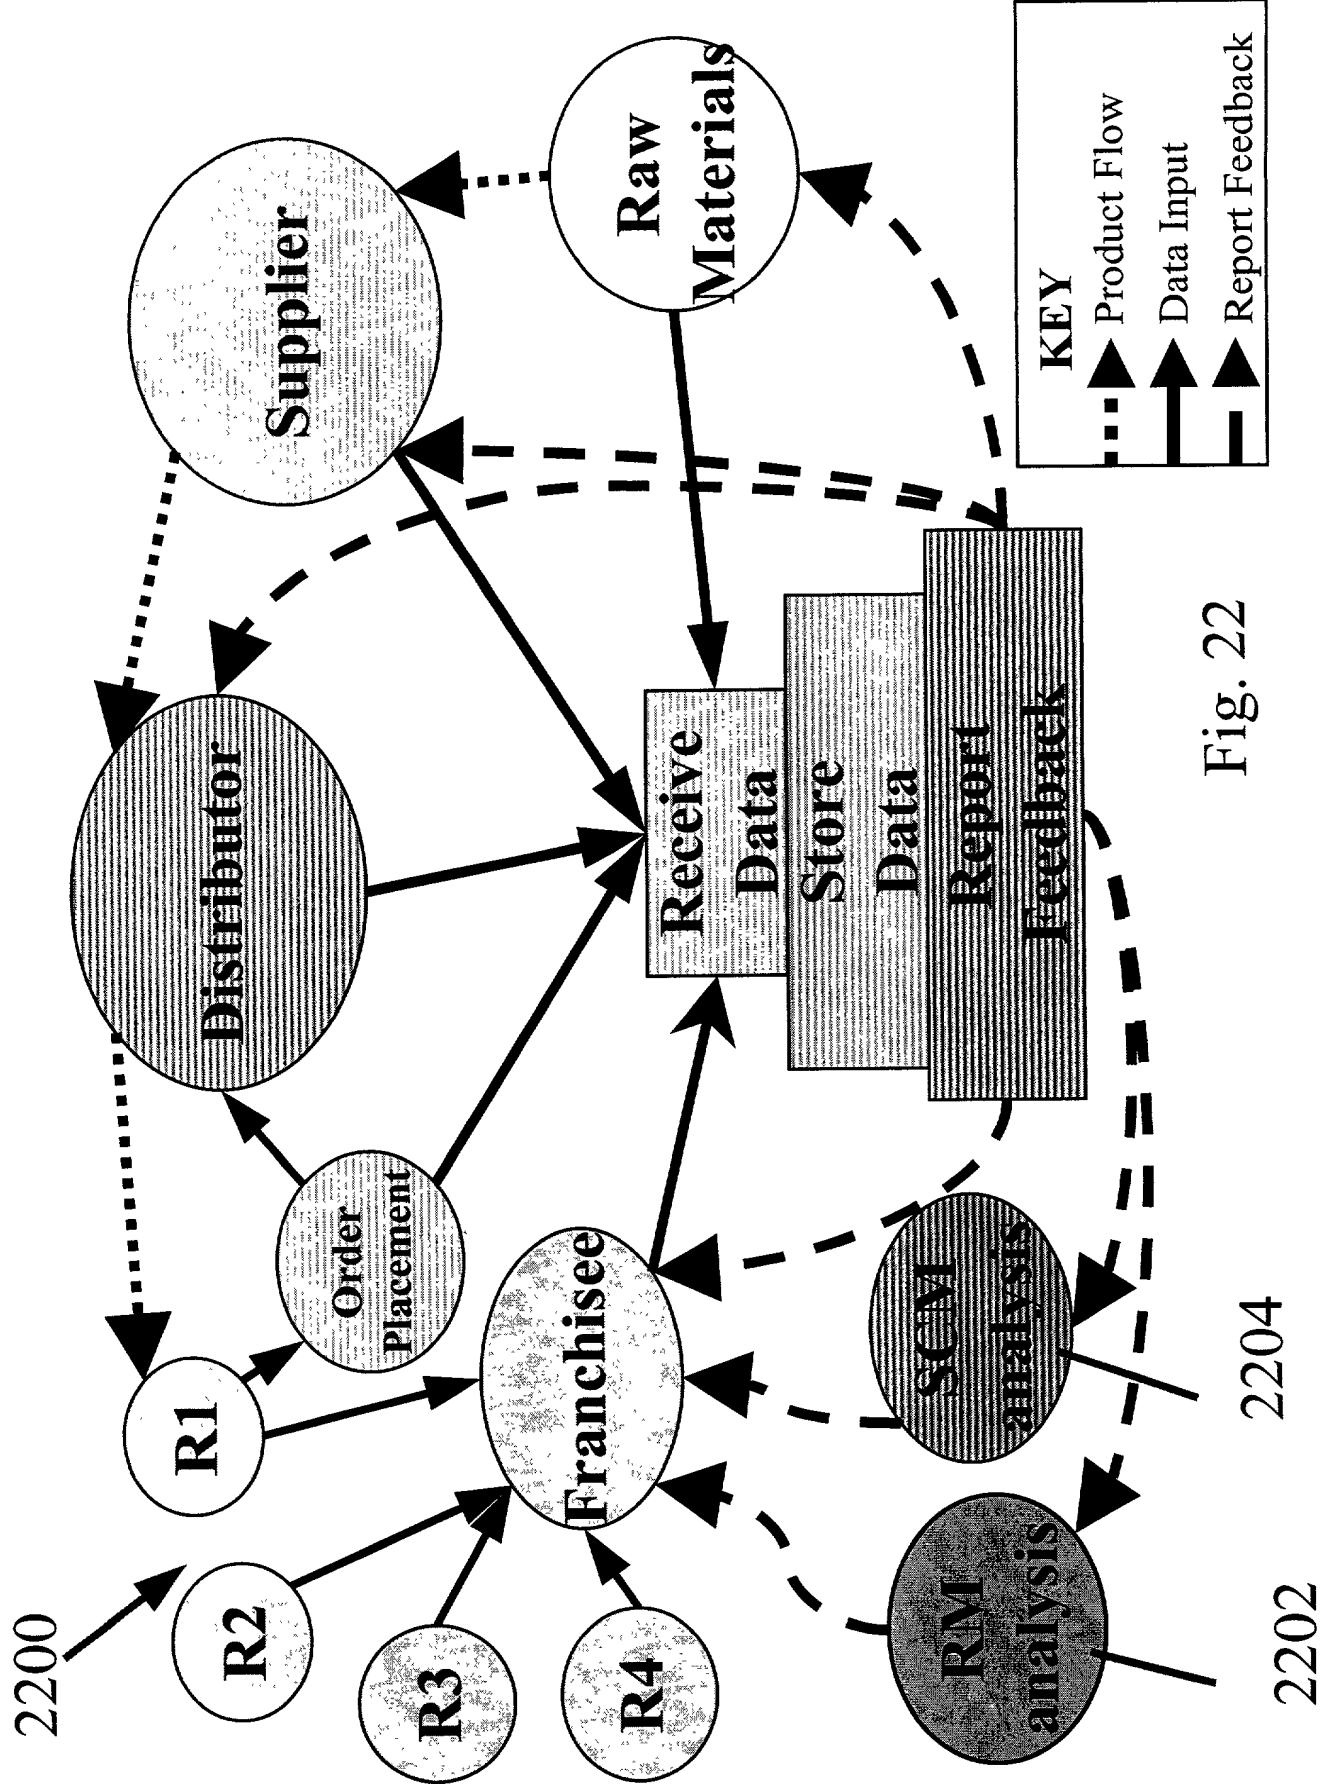 2200
R1
R2
R3
R4
Order
Placement
Franchisee
Distributor
Supplier
Raw
Materials
Receive
Data
Store
Data
Report
Feedback
SCM
analysis
RM
analysis
2204
2202
KEY
Product Flow
Data Input
Report Feedback
Fig. 22